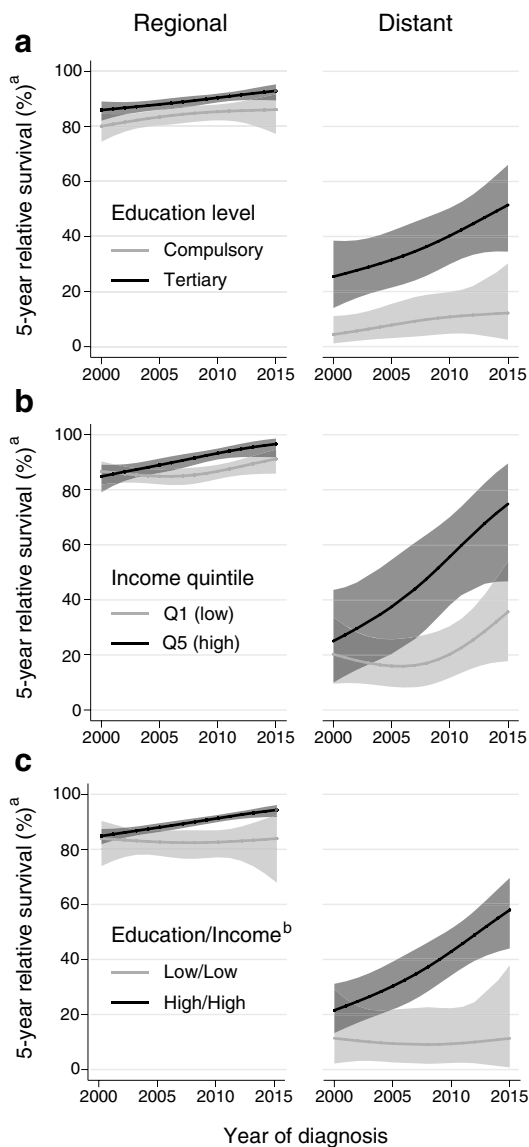 Regional Distant
a
5-year relative survival (%)a
100
80
60
40
20
0
Education level
Compulsory
Tertiary
2000 2005 2010 2015 2000 2005 2010 2015
b
5-year relative survival (%)a
100
80
60
40
20
0
Income quintile
Q1 (low)
Q5 (high)
2000 2005 2010 2015 2000 2005 2010 2015
c
5-year relative survival (%)a
100
80
60
40
20
0
Education/Incomeb
Low/Low
High/High
2000 2005 2010 2015 2000 2005 2010 2015
Year of diagnosis